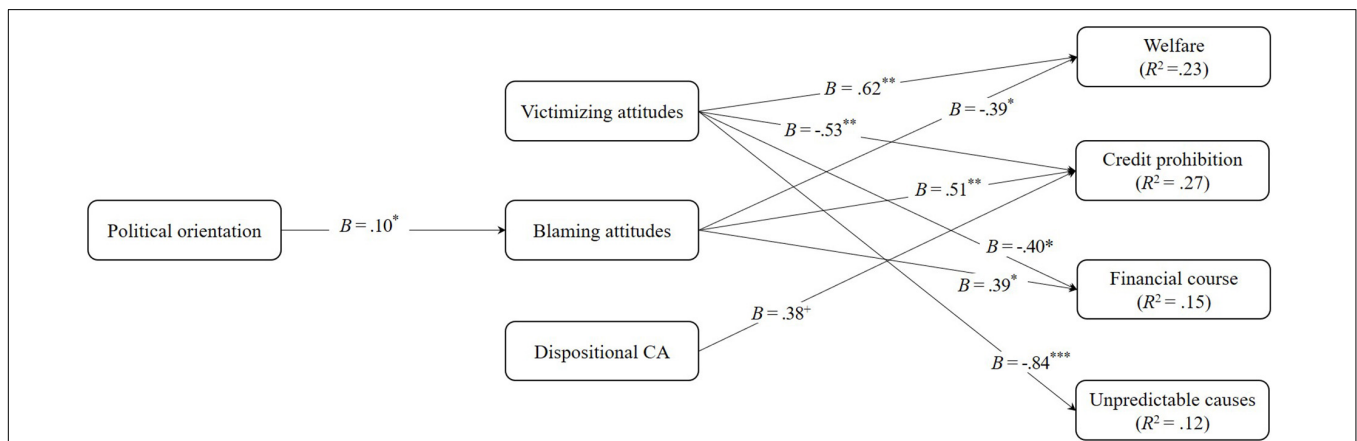 Welfare
(R² =.23)
Victimizing attitudes
B = .62**
B = -.39*
B = -.53**
Credit prohibition
(R² = .27)
B = .51**
Political orientation
B = .10*
Blaming attitudes
B = -.40*
B = .39*
Financial course
(R² = .15)
B = .38⁺
Dispositional CA
B = -.84***
Unpredictable causes
(R² = .12)